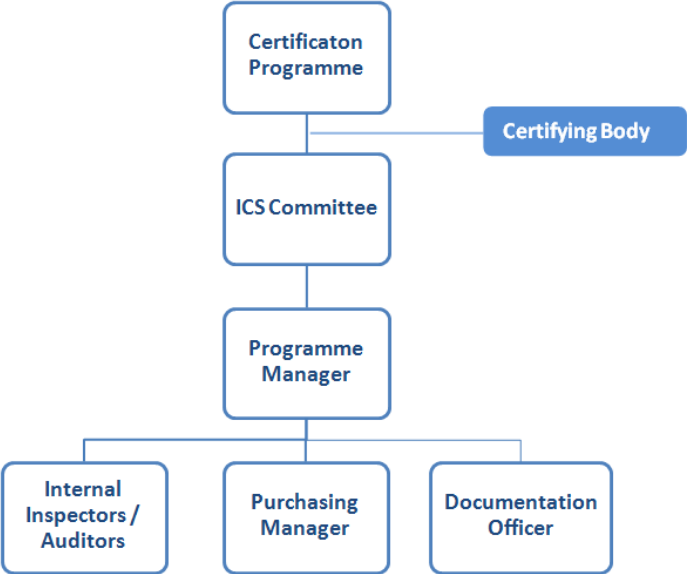 Certificaton
Programme
Certifying Body
ICS Committee
Programme
Manager
Internal
Inspectors /
Auditors
Purchasing
Manager
Documentation
Officer